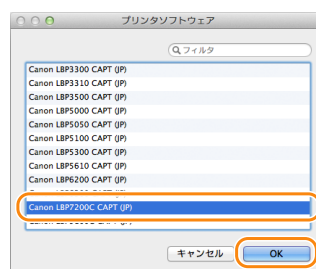 プリンタソフトウェア
フィルタ
Canon LBP3300 CAPT (JP)
Canon LBP3310 CAPT (JP)
Canon LBP3500 CAPT (JP)
Canon LBP5000 CAPT (JP)
Canon LBP5050 CAPT (JP)
Canon LBP5100 CAPT (JP)
Canon LBP5300 CAPT (JP)
Canon LBP5610 CAPT (JP)
Canon LBP6200 CAPT (JP)
Canon LBP7200C CAPT (JP)
キャンセル
OK